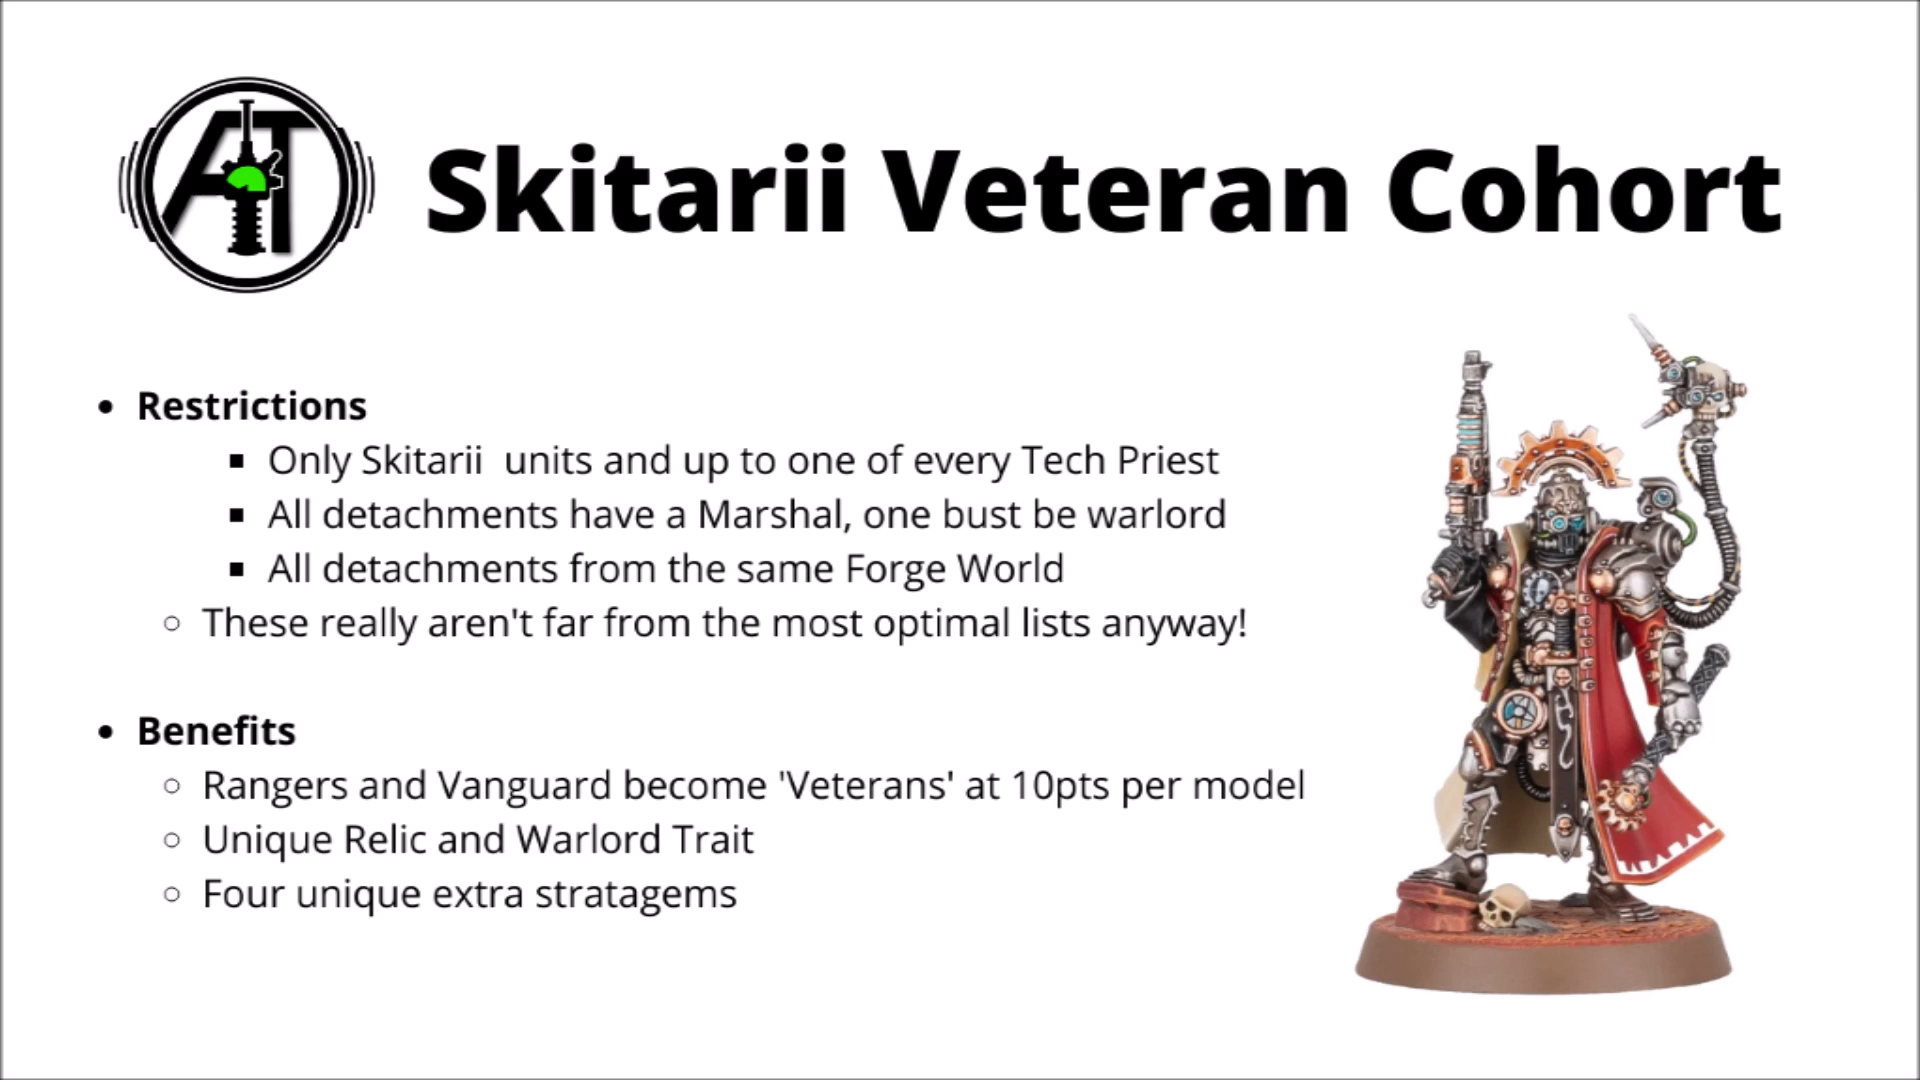 AT
Skitarii Veteran Cohort
Restrictions
Only Skitarii  units and up to one of every Tech Priest
All detachments have a Marshal, one bust be warlord
All detachments from the same Forge World
These really aren't far from the most optimal lists anyway!
Benefits
Rangers and Vanguard become 'Veterans' at 10pts per model
Unique Relic and Warlord Trait
Four unique extra stratagems